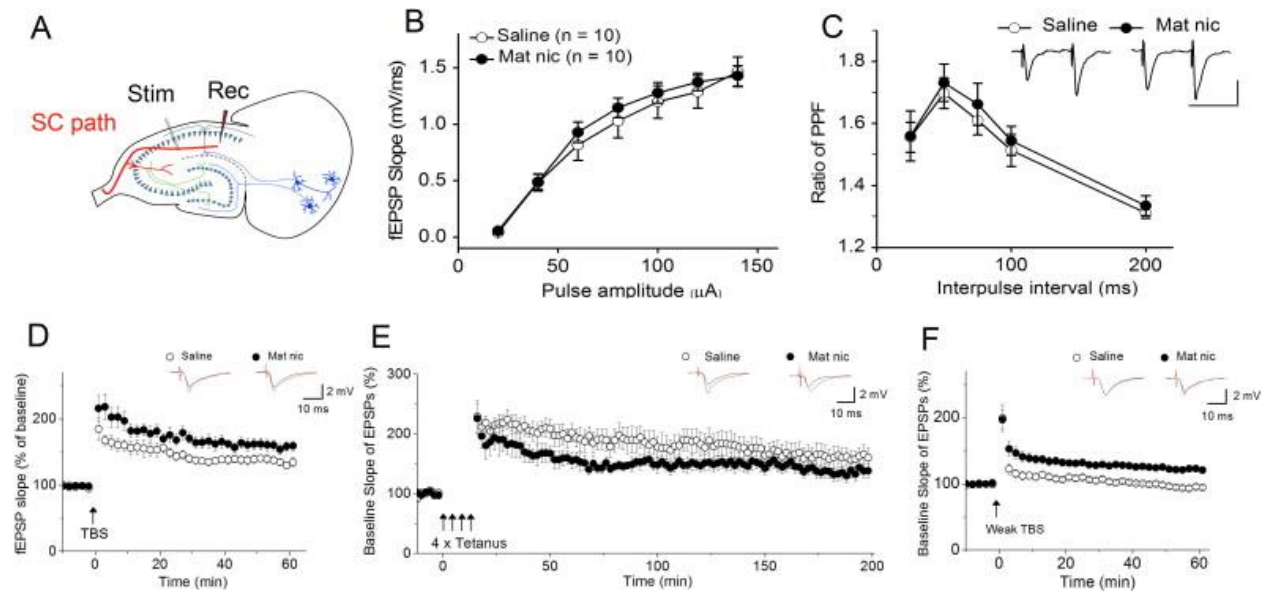 A
Stim
Rec
SC path
B
Saline (n = 10)
Mat nic (n = 10)
fEPSP Slope (mV/ms)
1.5
1.0
0.5
0.0
0 50 100 150
Pulse amplitude (μA)
C
Saline Mat nic
Ratio of PPF
1.8
1.6
1.4
1.2
0 100 200
Interpulse interval (ms)
D
Saline Mat nic
2 mV
10 ms
fEPSP slope (% of baseline)
200
100
0
TBS
0 20 40 60
Time (min)
E
Saline Mat nic
2 mV
10 ms
Baseline Slope of EPSPs (%)
300
200
150
100
50
0
4 x Tetanus
0 50 100 150 200
Time (min)
F
Saline Mat nic
2 mV
10 ms
Baseline Slope of EPSPs (%)
200
100
0
Weak TBS
0 20 40 60
Time (min)